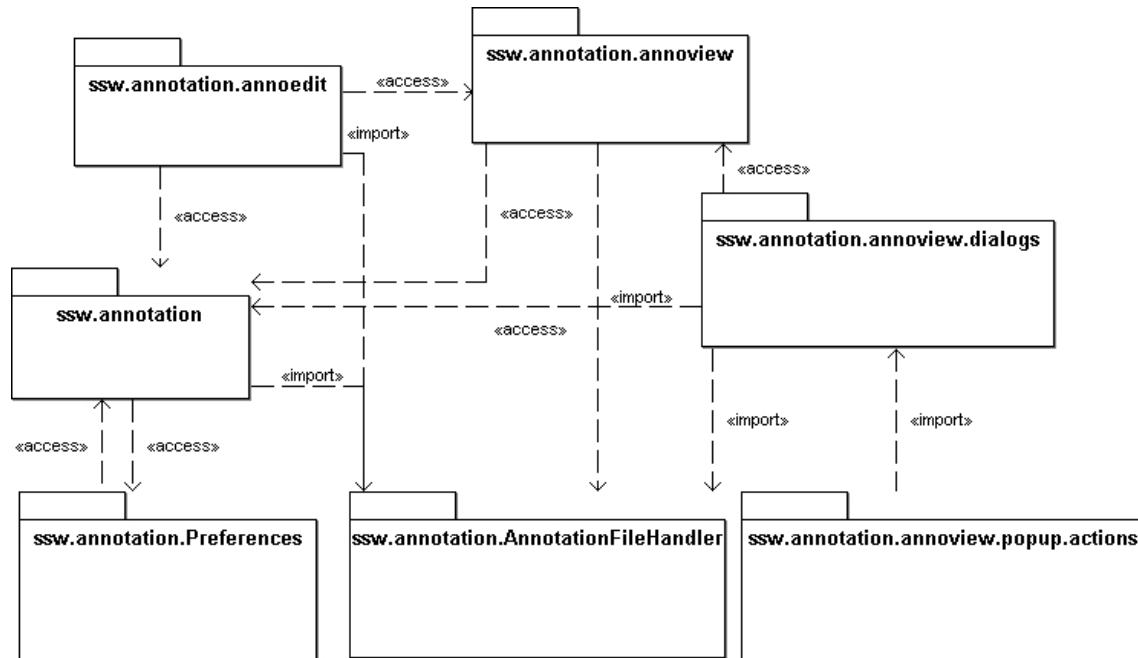 ssw.annotation.annoview
ssw.annotation.annoedit
«access»
«import»
«access»
«access»
«access»
ssw.annotation.annoview.dialogs
«import»
ssw.annotation
«access»
«import»
«import»
«import»
«access»
«access»
ssw.annotation.Preferences
ssw.annotation.AnnotationFileHandler
ssw.annotation.annoview.popup.actions